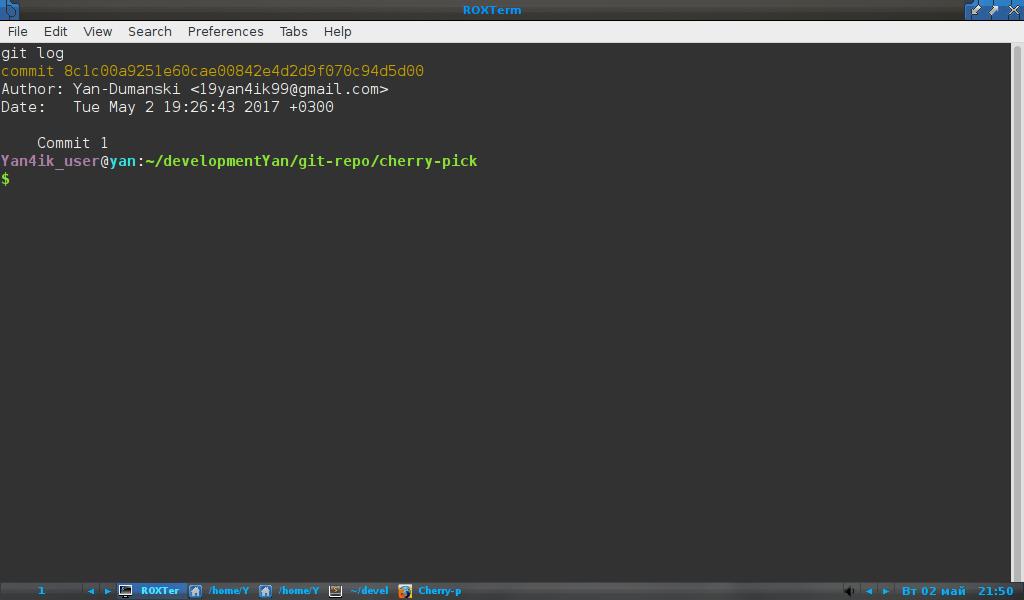 ROXTerm
File Edit View Search Preferences Tabs Help
git log
commit 8c1c00a9251e60cae00842e4d2d9f070c94d5d00
Author: Yan-Dumanski <19yan4ik99@gmail.com>
Date:   Tue May 2 19:26:43 2017 +0300
    Commit 1
Yan4ik_user@yan:~/developmentYan/git-repo/cherry-pick
$
1 ROXTer /home/Y /home/Y ~/devel Cherry-p Вт 02 май 21:50